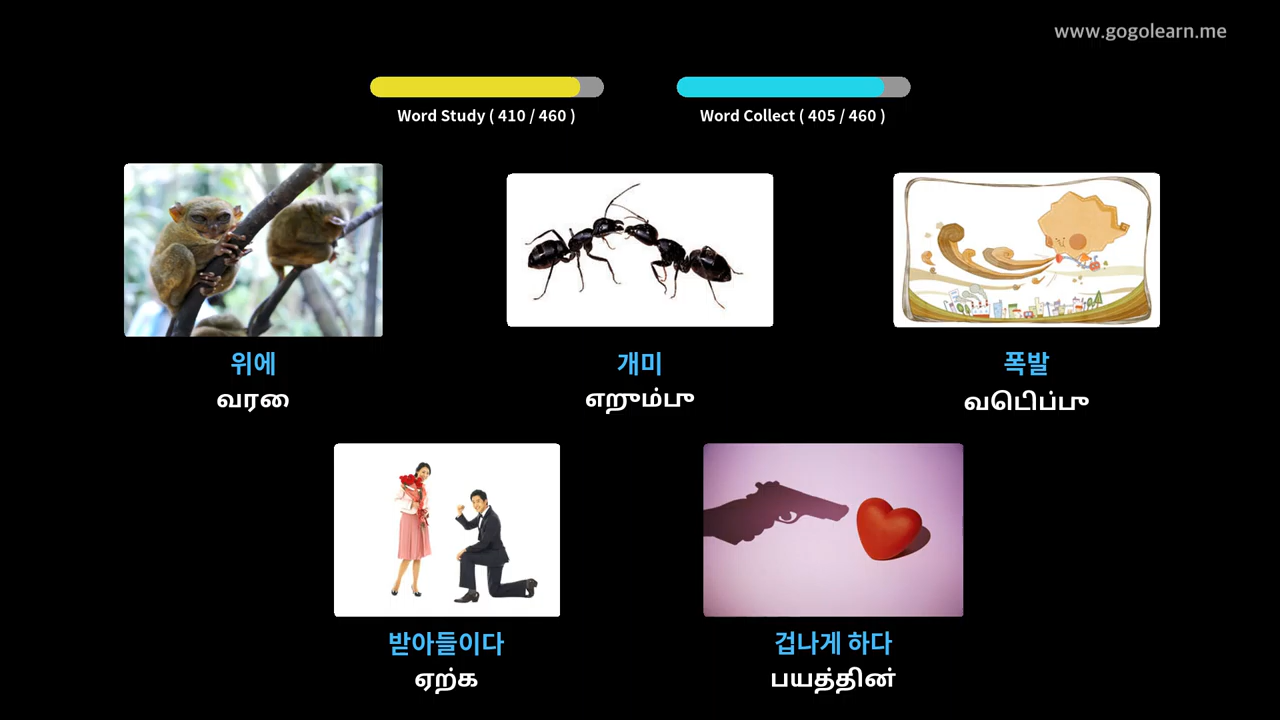 www.gogolearn.me
Word Study ( 410 / 460 )
Word Collect ( 405 / 460 )
위에
개미
폭발
வரை
எறும்பு
வெடிப்பு
받아들이다
겁나게 하다
ஏற்க
பயத்தின்